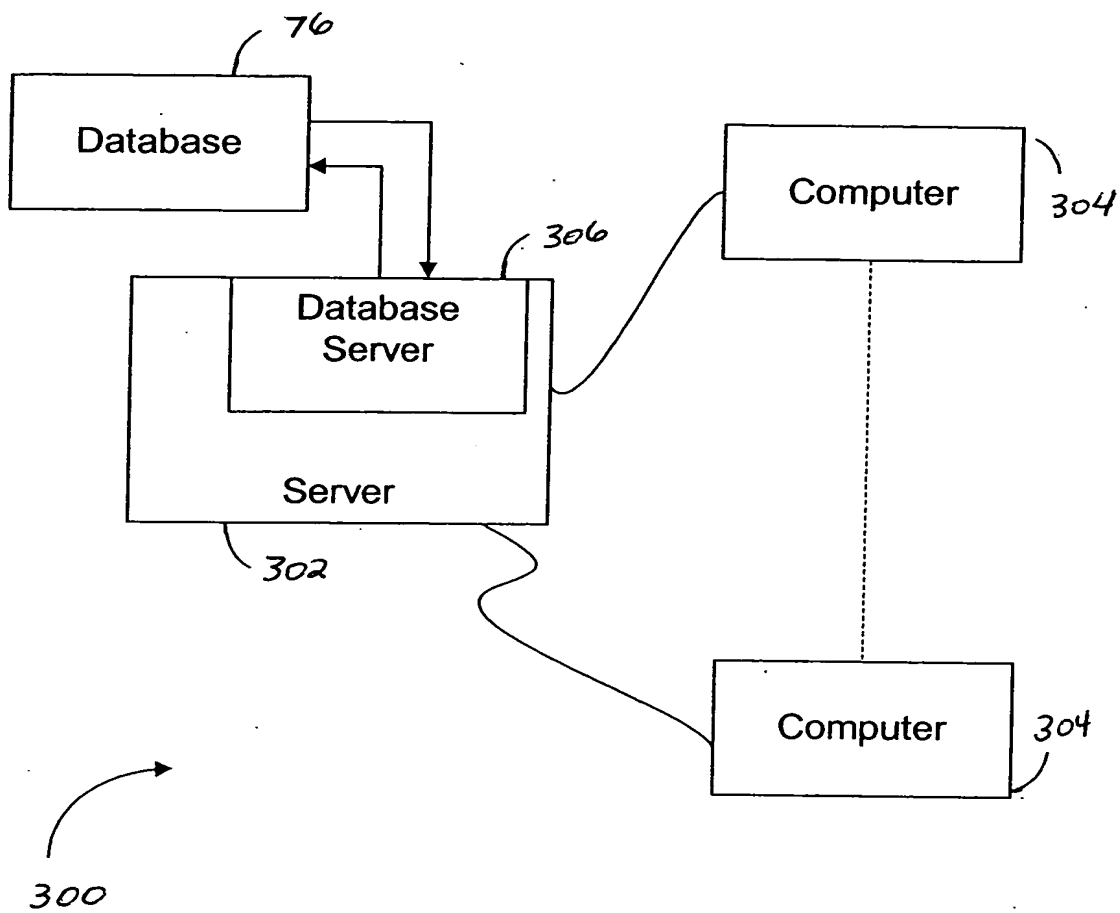 76
Database
Computer
304
306
Database
Server
Server
302
Computer
304
300